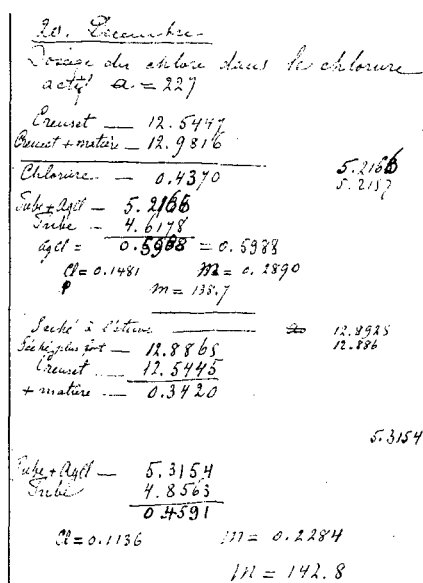 20. Décembre
Dosage du chlore dans le chlorure
actif a = 227
Creuset — 12.5447
Creuset + matière — 12.9816
Chlorure — 0.4370 5.2166
5.2157
Tube + AgCl — 5.2166
Tube — 4.6178
AgCl = 0.5988 = 0.5988
Cl = 0.1481 M = 0.2890
m = 138.7
Séché à l'étuve — 12.8925
Séché plus fort — 12.8865 12.886
Creuset — 12.5445
+ matière — 0.3420
5.3154
Tube + AgCl — 5.3154
Tube 4.8563
0.4591
Cl = 0.1136 M = 0.2284
M = 142.8